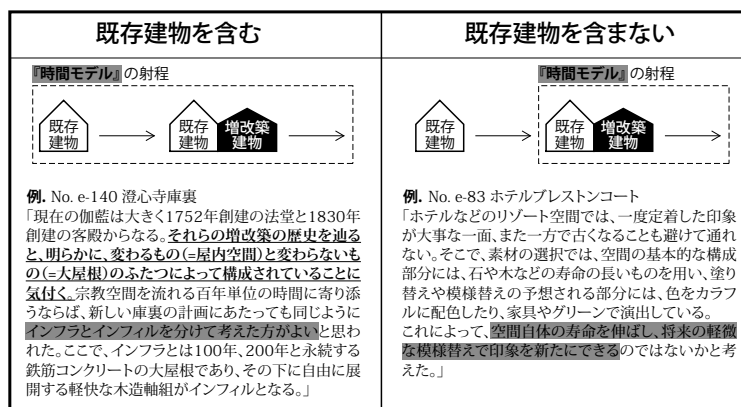 既存建物を含む
『時間モデル』の射程
既存
建物
既存
建物
増改築
建物
例. No. e-140 澄心寺庫裏
「現在の伽藍は大きく1752年創建の法堂と1830年
創建の客殿からなる。それらの増改築の歴史を辿る
と、明らかに、変わるもの(=屋内空間)と変わらないも
の(=大屋根)のふたつによって構成されていることに
気付く。宗教空間を流れる百年単位の時間に寄り添
うならば、新しい庫裏の計画にあたっても同じように
インフラとインフィルを分けて考えた方がよいと思わ
れた。ここで、インフラとは100年、200年と永続する
鉄筋コンクリートの大屋根であり、その下に自由に展
開する軽快な木造軸組がインフィルとなる。」
既存建物を含まない
『時間モデル』の射程
既存
建物
既存
建物
増改築
建物
例. No. e-83 ホテルブレストンコート
「ホテルなどのリゾート空間では、一度定着した印象
が大事な一面、また一方で古くなることも避けて通れ
ない。そこで、素材の選択では、空間の基本的な構成
部分には、石や木などの寿命の長いものを用い、塗り
替えや模様替えの予想される部分には、色をカラフ
ルに配色したり、家具やグリーンで演出している。
これによって、空間自体の寿命を伸ばし、将来の軽微
な模様替えで印象を新たにできるのではないかと考
えた。」